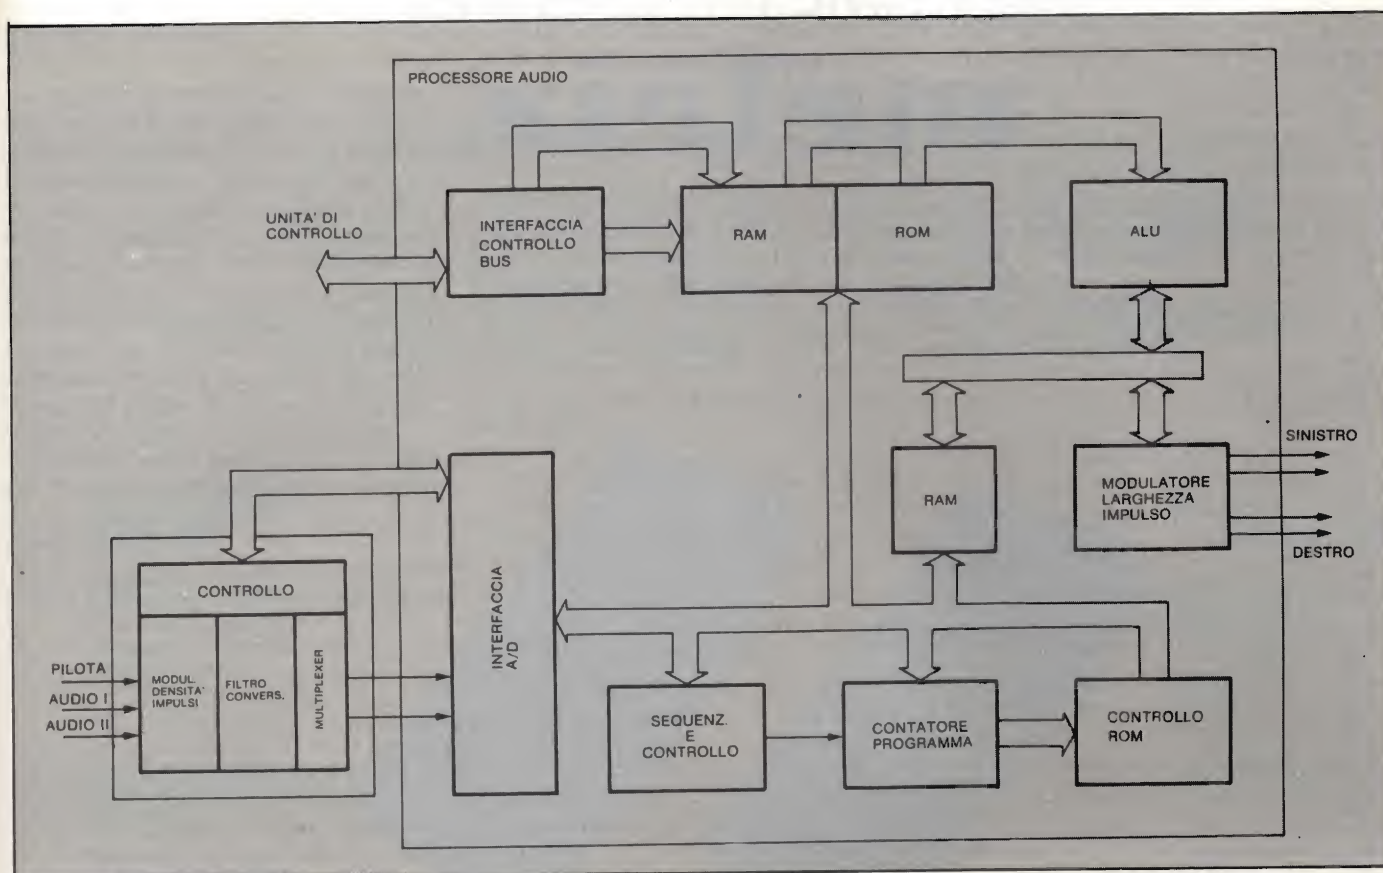 PROCESSORE AUDIO
UNITA' DI
CONTROLLO
INTERFACCIA
CONTROLLO
BUS
RAM
ROM
ALU
SINISTRO
RAM
MODULATORE
LARGHEZZA
IMPULSO
DESTRO
INTERFACCIA
A/D
CONTROLLO
PILOTA
AUDIO I
AUDIO II
MODUL.
DENSITA'
IMPULSI
FILTRO
CONVERS.
MULTIPLEXER
SEQUENZ.
E
CONTROLLO
CONTATORE
PROGRAMMA
CONTROLLO
ROM